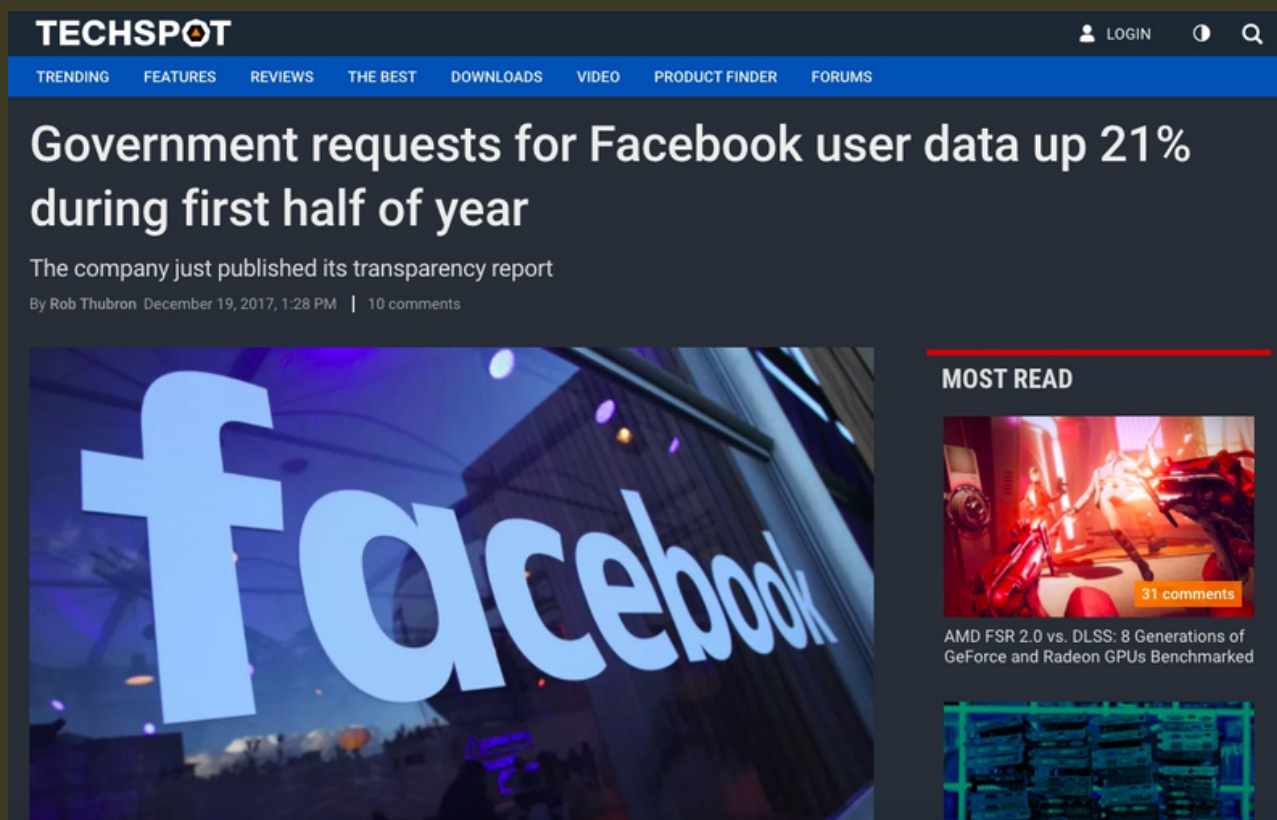 TECHSPOT
LOGIN
TRENDING FEATURES REVIEWS THE BEST DOWNLOADS VIDEO PRODUCT FINDER FORUMS
Government requests for Facebook user data up 21%
during first half of year
The company just published its transparency report
By Rob Thubron December 19, 2017, 1:28 PM | 10 comments
facebook
MOST READ
31 comments
AMD FSR 2.0 vs. DLSS: 8 Generations of
GeForce and Radeon GPUs Benchmarked